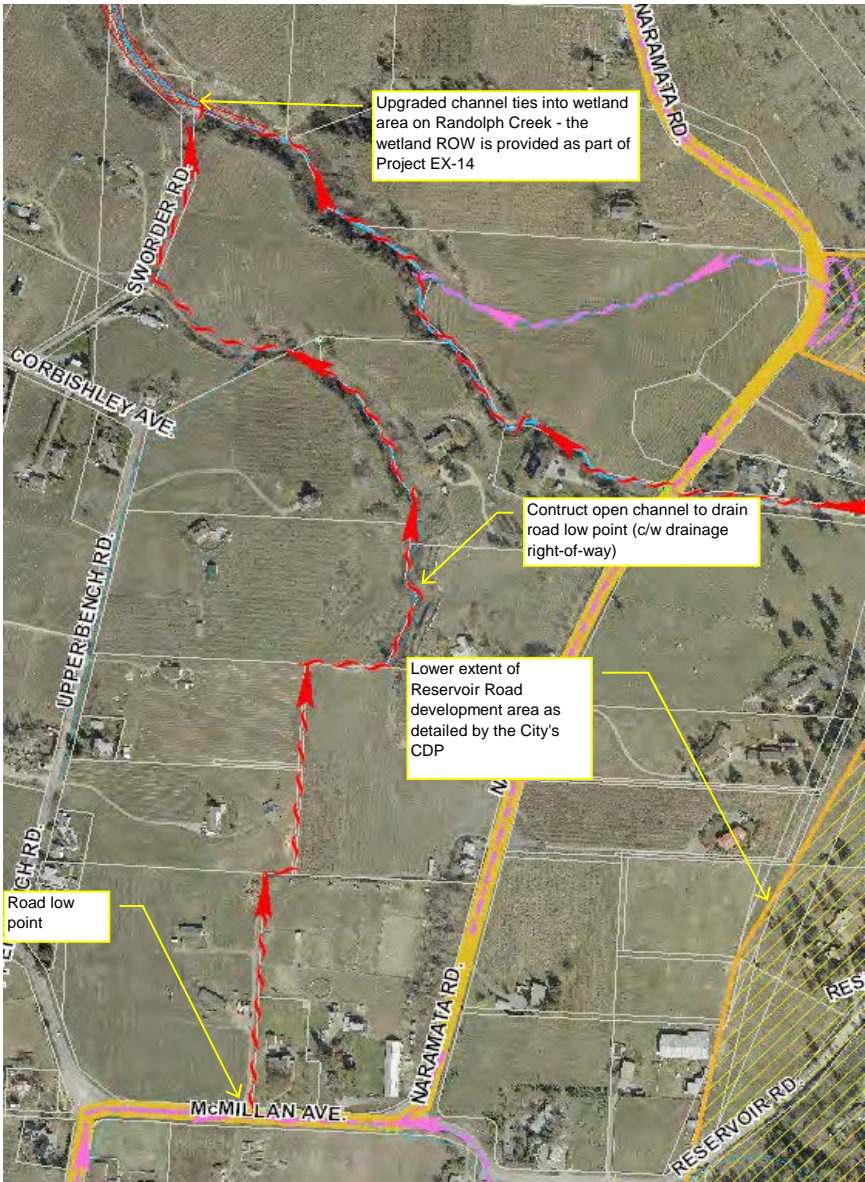 NARAMATA RD.
Upgraded channel ties into wetland
area on Randolph Creek - the
wetland ROW is provided as part of
Project EX-14
SWORDER RD.
CORBISHLEY AVE.
Contruct open channel to drain
road low point (c/w drainage
right-of-way)
UPPER BENCH RD.
Lower extent of
Reservoir Road
development area as
detailed by the City's
CDP
NA
CH RD.
Road low
point
RES
NARAMATA RD.
McMILLAN AVE.
RESERVOIR RD.